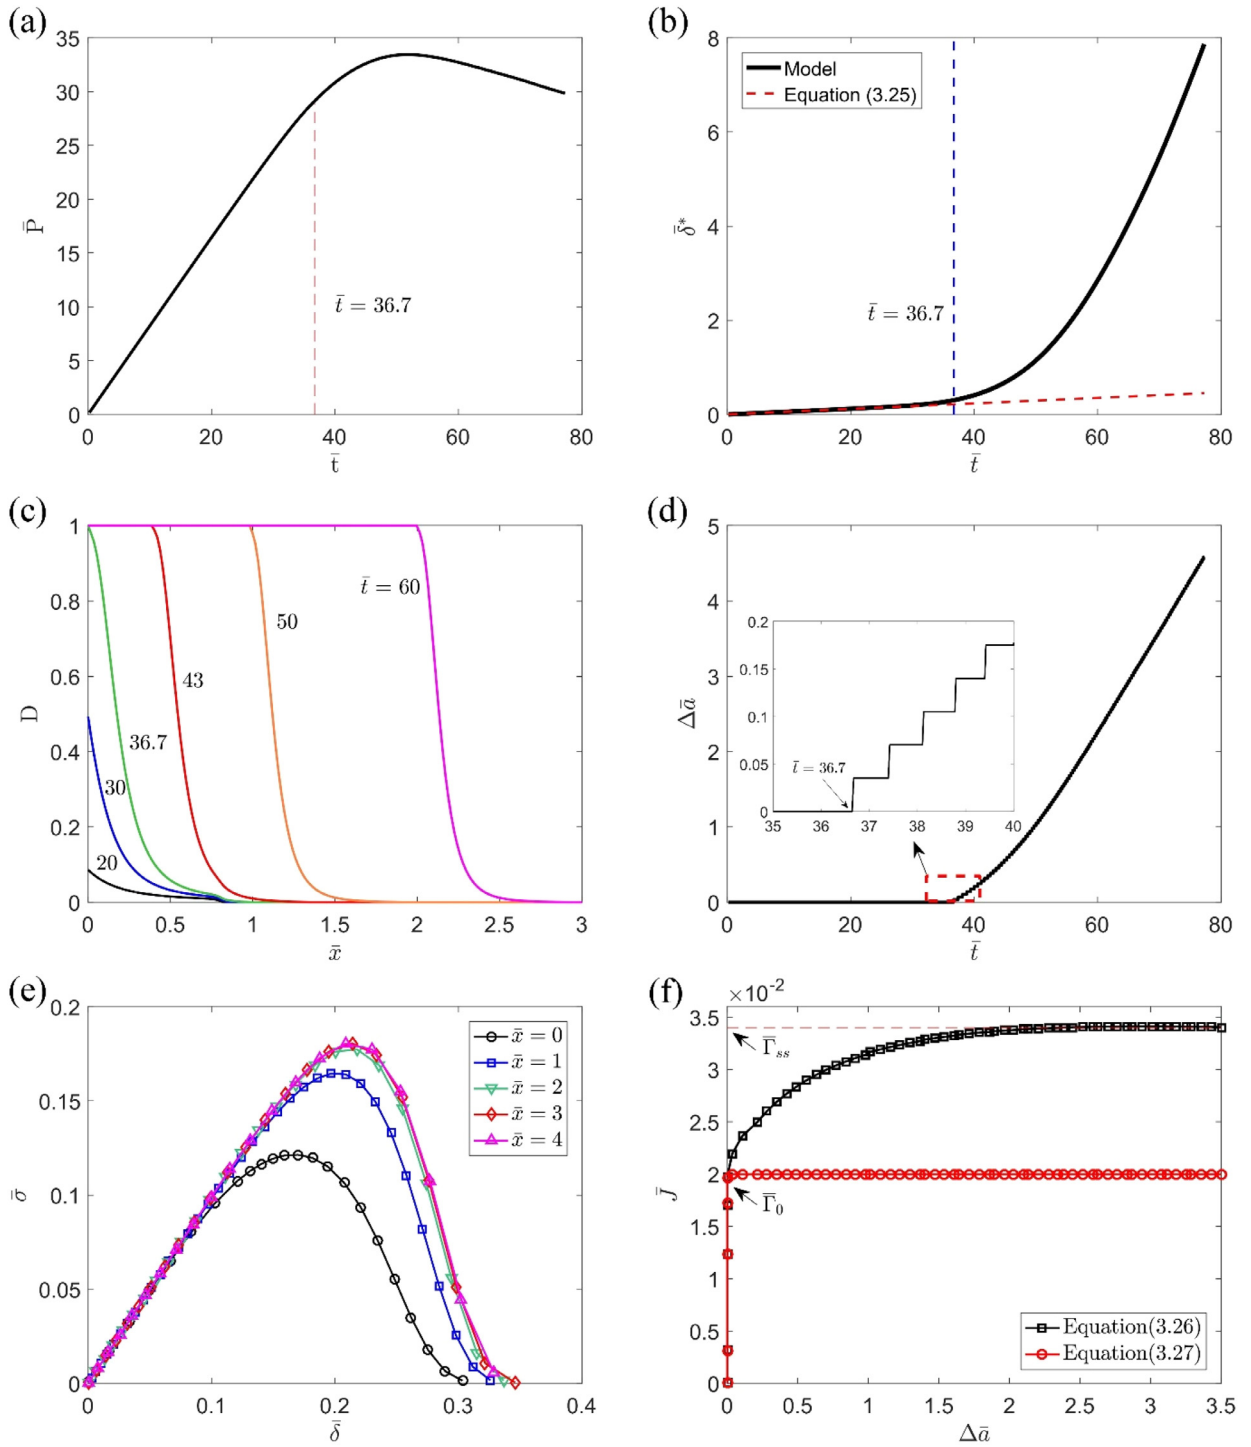 (a)
35
30
25
20
15
10
5
0
P̄
t̄ = 36.7
0 20 40 60 80
t̄
(b)
8
6
4
2
0
δ̄*
Model
Equation (3.25)
t̄ = 36.7
0 20 40 60 80
t̄
(c)
1
0.8
0.6
0.4
0.2
0
D
t̄ = 60
50
43
36.7
30
20
0 0.5 1 1.5 2 2.5 3
x̄
(d)
5
4
3
2
1
0
Δā
0.2
0.15
0.1
0.05
0
t̄ = 36.7
35 36 37 38 39 40
0 20 40 60 80
t̄
(e)
0.2
0.15
0.1
0.05
0
σ̄
x̄ = 0
x̄ = 1
x̄ = 2
x̄ = 3
x̄ = 4
0 0.1 0.2 0.3 0.4
δ̄
(f)
×10⁻²
3.5
3
2.5
2
1.5
1
0.5
0
J̄
Γ̄ss
Γ̄0
Equation(3.26)
Equation(3.27)
0 0.5 1 1.5 2 2.5 3 3.5
Δā